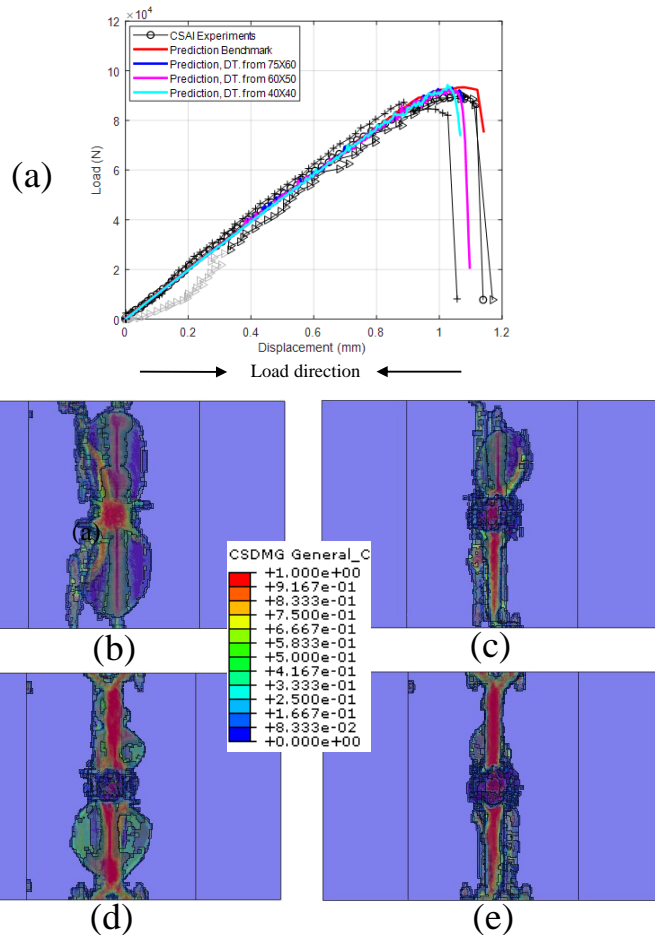 × 10⁴
12
CSAI Experiments
Prediction Benchmark
Prediction, DT. from 75X60
10
Prediction, DT. from 60X50
Prediction, DT. from 40X40
8
(a)
Load (N)
6
4
2
0
0 0.2 0.4 0.6 0.8 1 1.2
Displacement (mm)
Load direction
(a)
CSDMG General_C
+1.000e+00
+9.167e-01
+8.333e-01
+7.500e-01
+6.667e-01
+5.833e-01
+5.000e-01
+4.167e-01
+3.333e-01
+2.500e-01
+1.667e-01
+8.333e-02
+0.000e+00
(b)
(c)
(d)
(e)